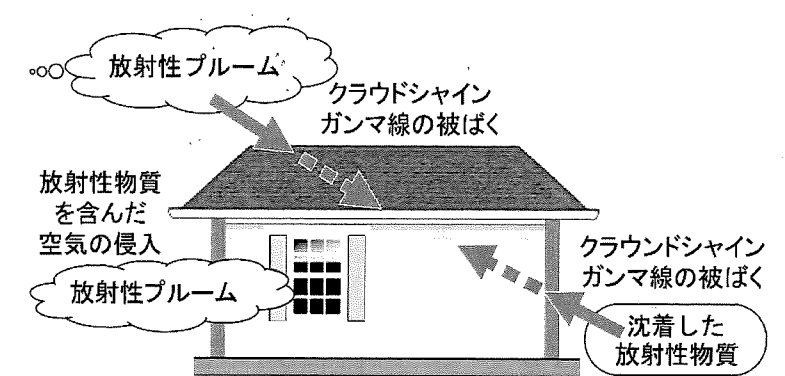 放射性プルーム
クラウドシャイン
ガンマ線の被ばく
放射性物質
を含んだ
空気の侵入
放射性プルーム
クラウンドシャイン
ガンマ線の被ばく
沈着した
放射性物質